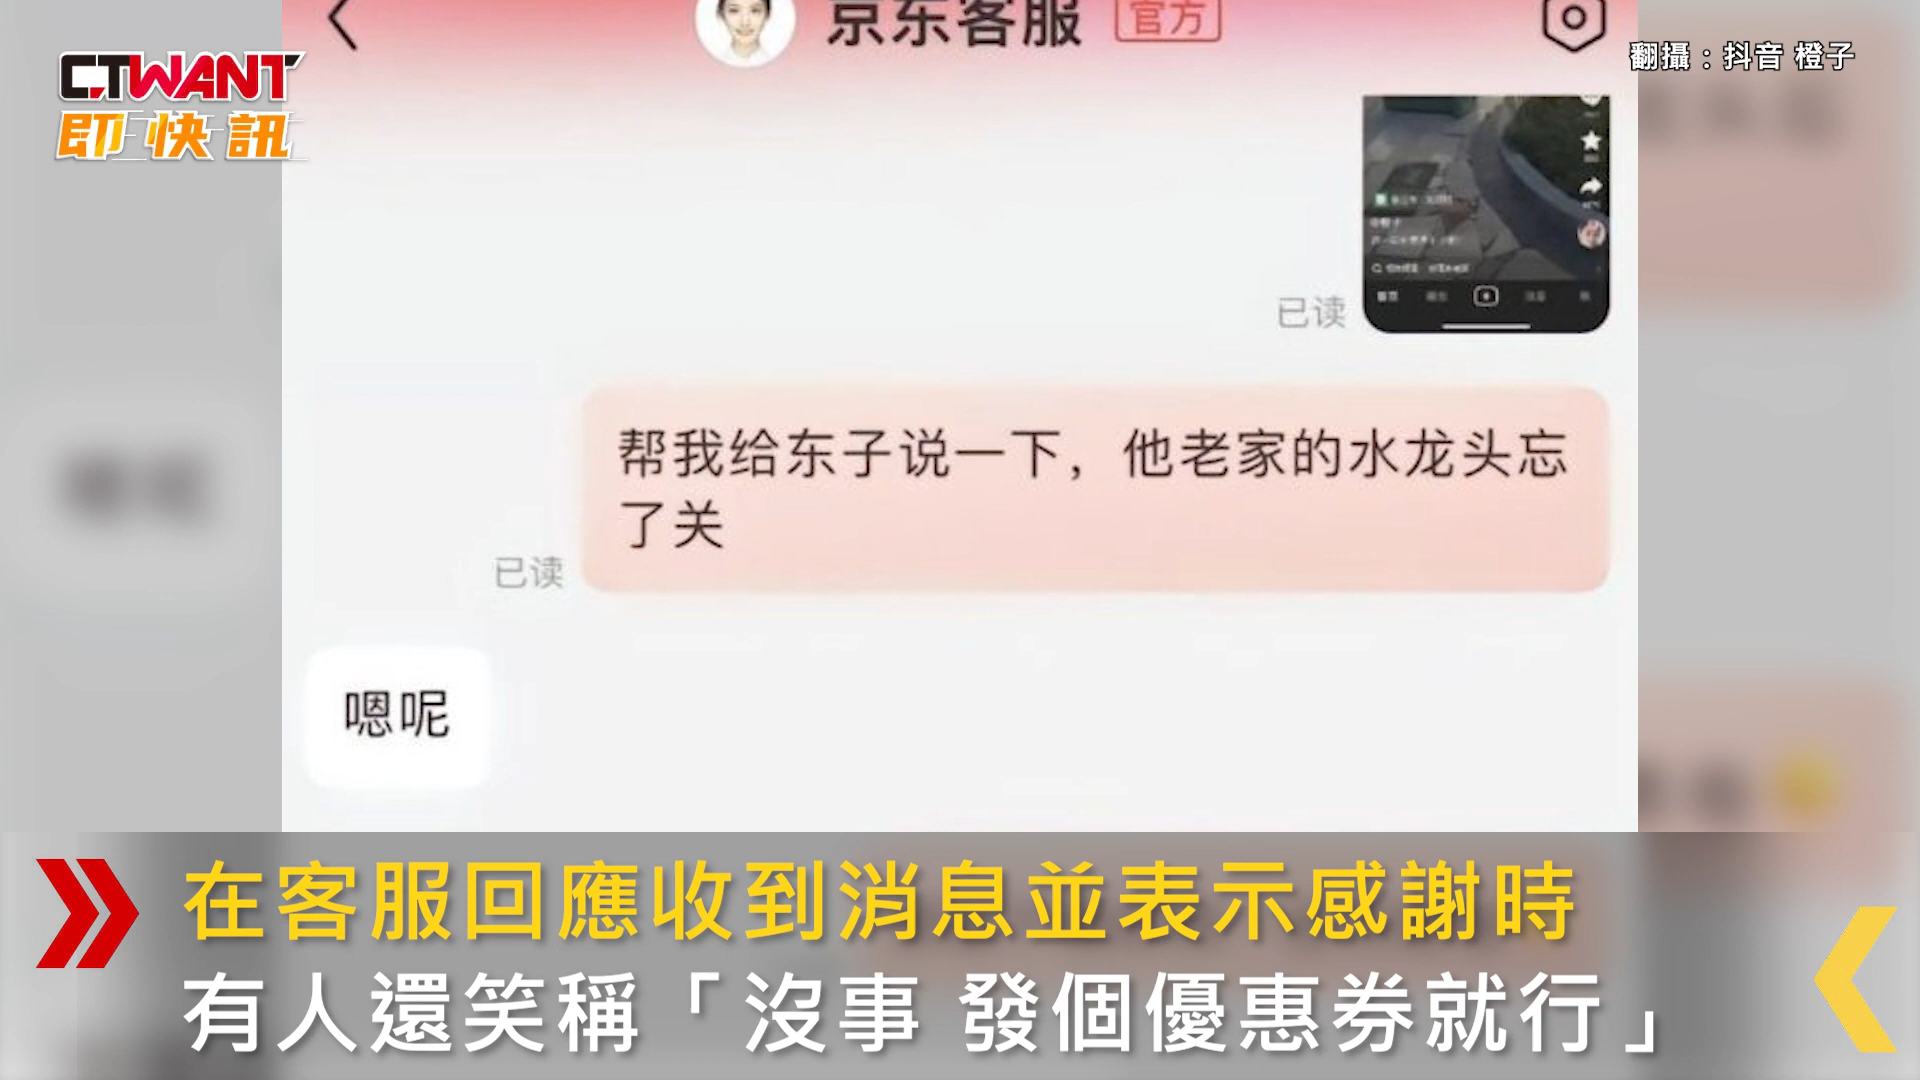 京东客服 官方
CTWANT
即快訊
翻攝：抖音 橙子
已读
帮我给东子说一下，他老家的水龙头忘
了关
已读
嗯呢
在客服回應收到消息並表示感謝時
有人還笑稱「沒事 發個優惠券就行」